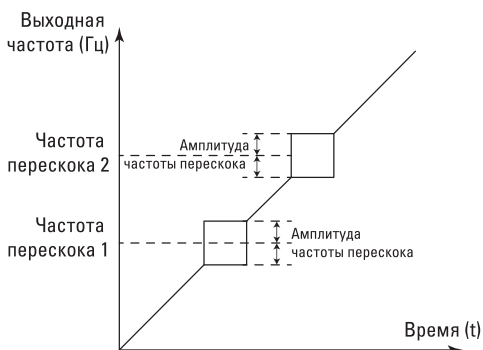 Выходная
частота (Гц)
Частота
перескока 2
Амплитуда
частоты перескока
Частота
перескока 1
Амплитуда
частоты перескока
Время (t)